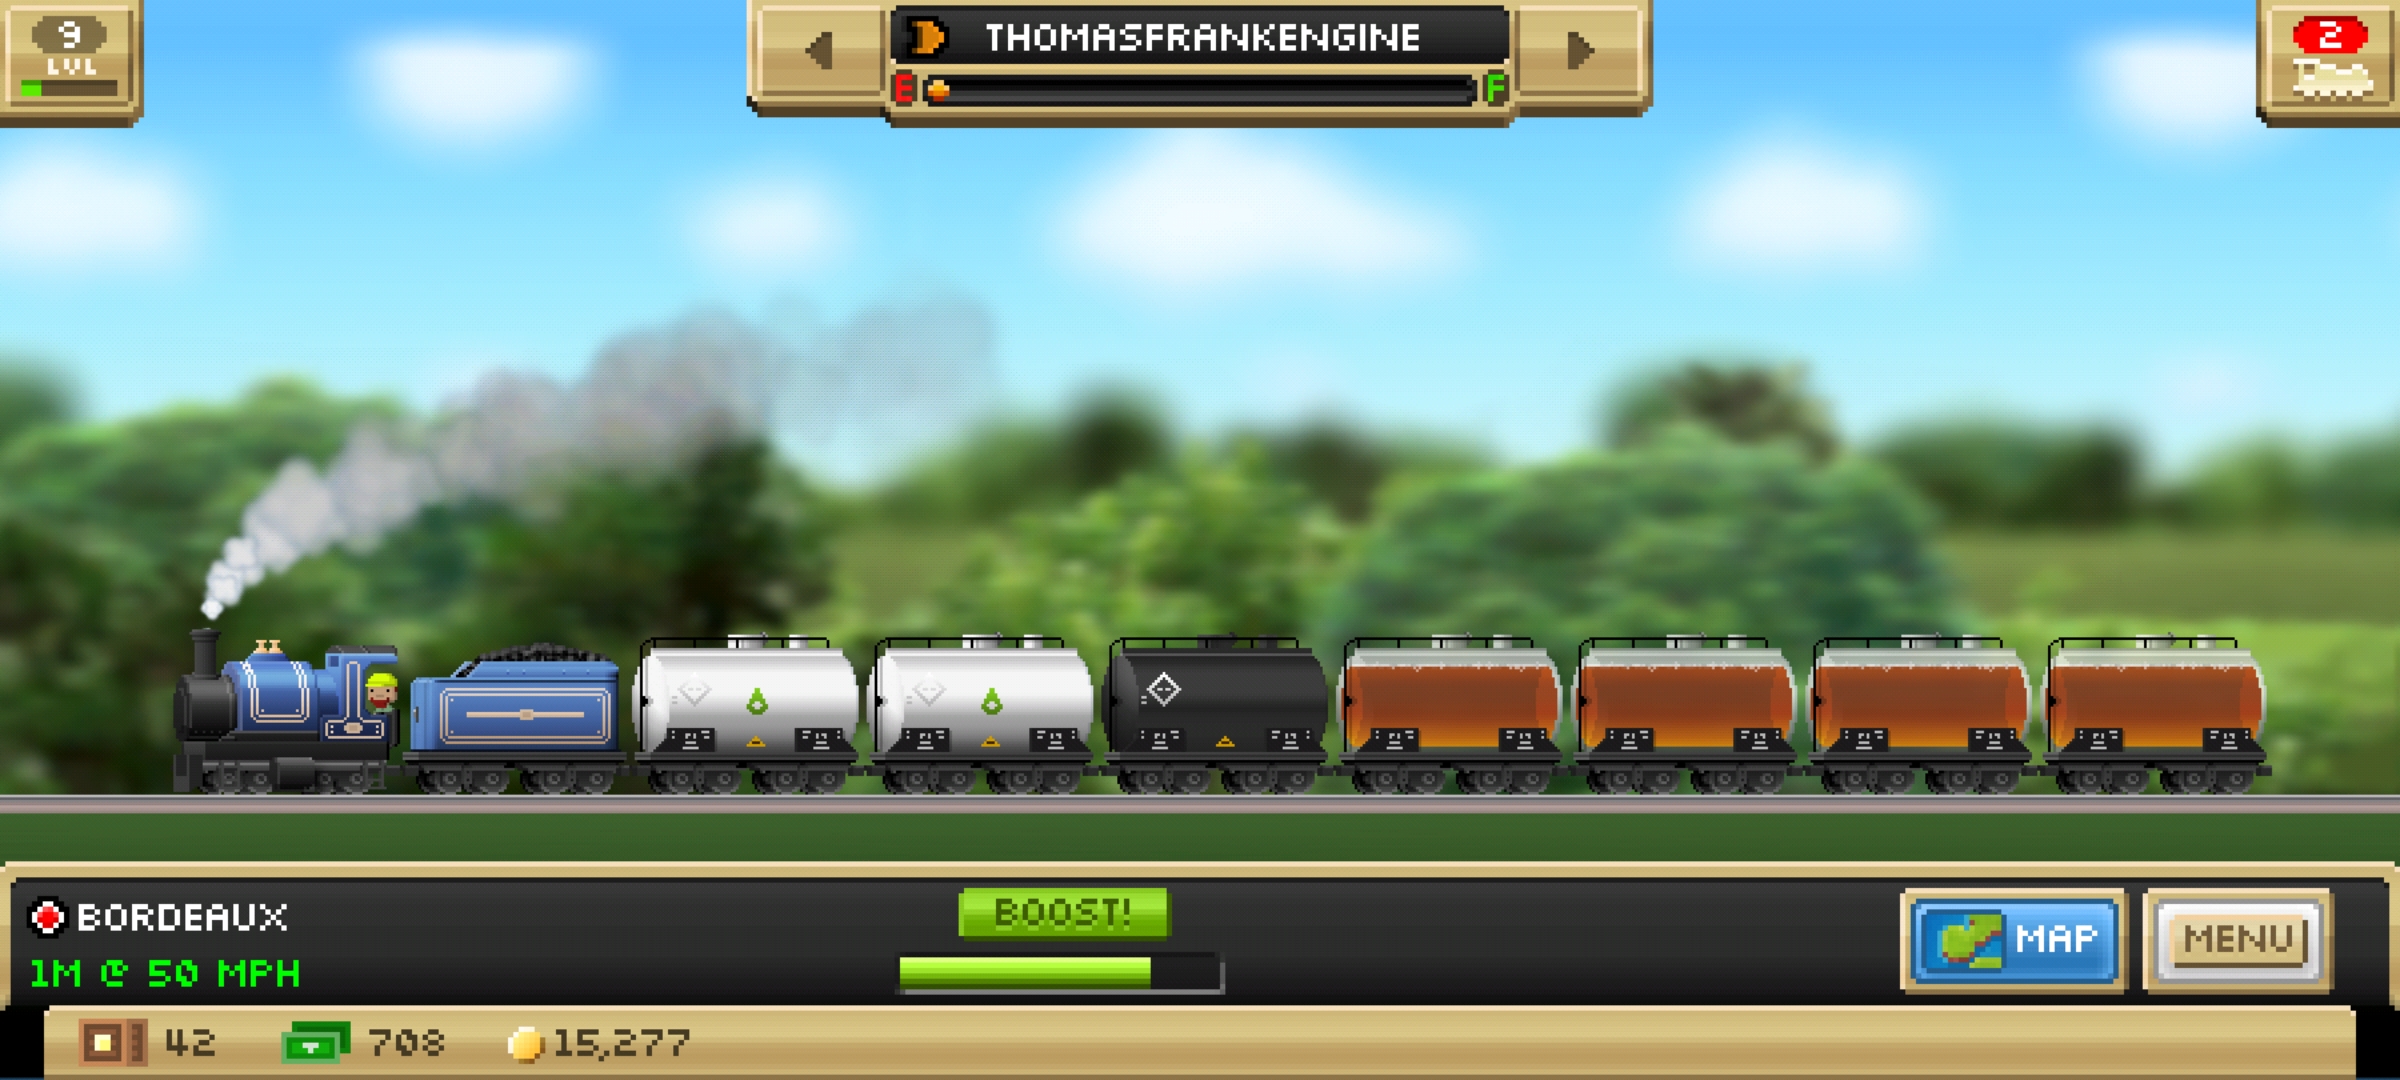 9
LVL
THOMASFRANKENGINE
E F
2
BORDEAUX
1M @ 50 MPH
BOOST!
MAP
MENU
42 708 15,277